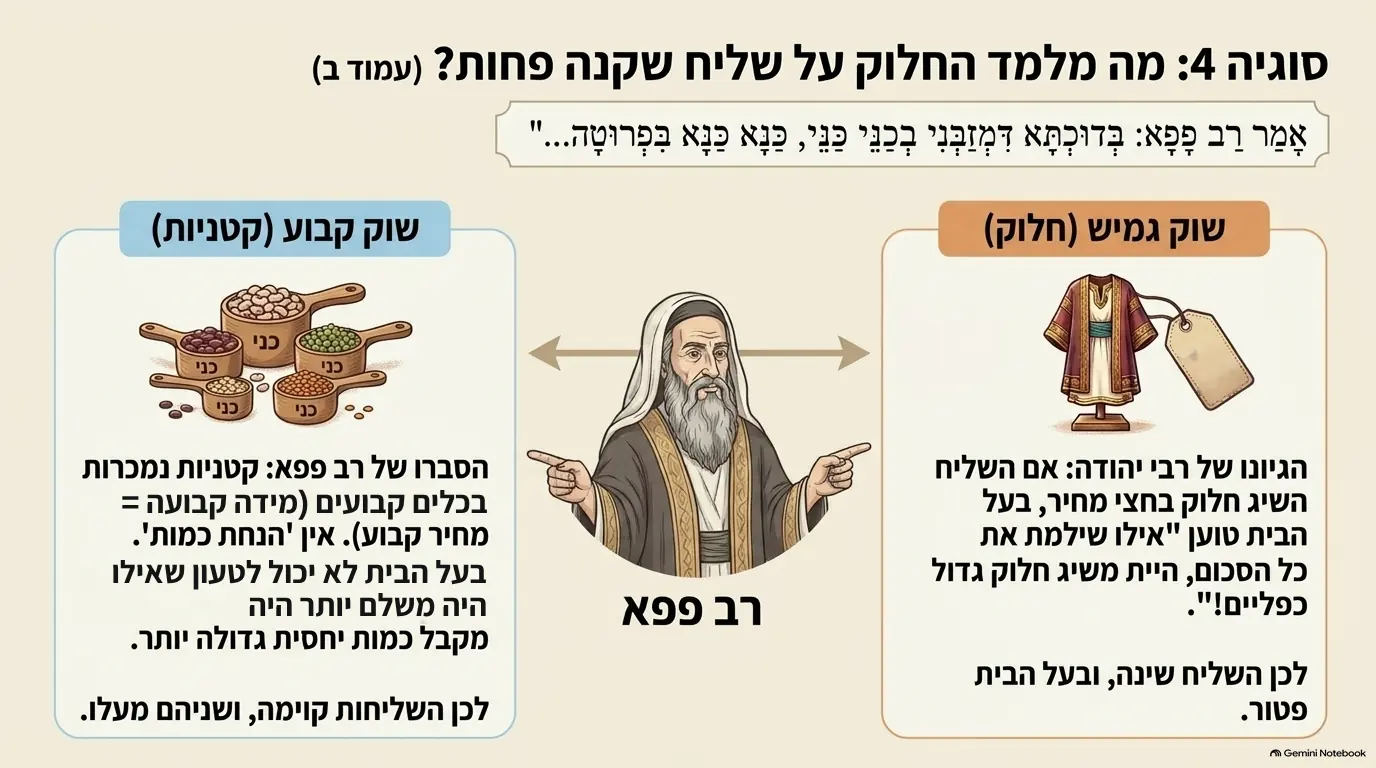 סוגיה 4: מה מלמד החלוק על שליח שקנה פחות? (עמוד ב)
אָמַר רַב פָּפָא: בְּדוּכְתָּא דִּמְזַבְּנִי בְכַנֵּי כַּנֵּי, כַּנָּא כַּנָּא בִּפְרוּטָה..."
שוק גמיש (חלוק)
הגיונו של רבי יהודה: אם השליח
השיג חלוק בחצי מחיר, בעל
הבית טוען "אילו שילמת את
כל הסכום, היית משיג חלוק גדול
כפליים!".
לכן השליח שינה, ובעל הבית
פטור.
רב פפא
שוק קבוע (קטניות)
כני
כני
כני
כני
כני
הסברו של רב פפא: קטניות נמכרות
בכלים קבועים (מידה קבועה =
מחיר קבוע). אין 'הנחת כמות'.
בעל הבית לא יכול לטעון שאילו
היה משלם יותר היה
מקבל כמות יחסית גדולה יותר.
לכן השליחות קוימה, ושניהם מעלו.
Gemini Notebook